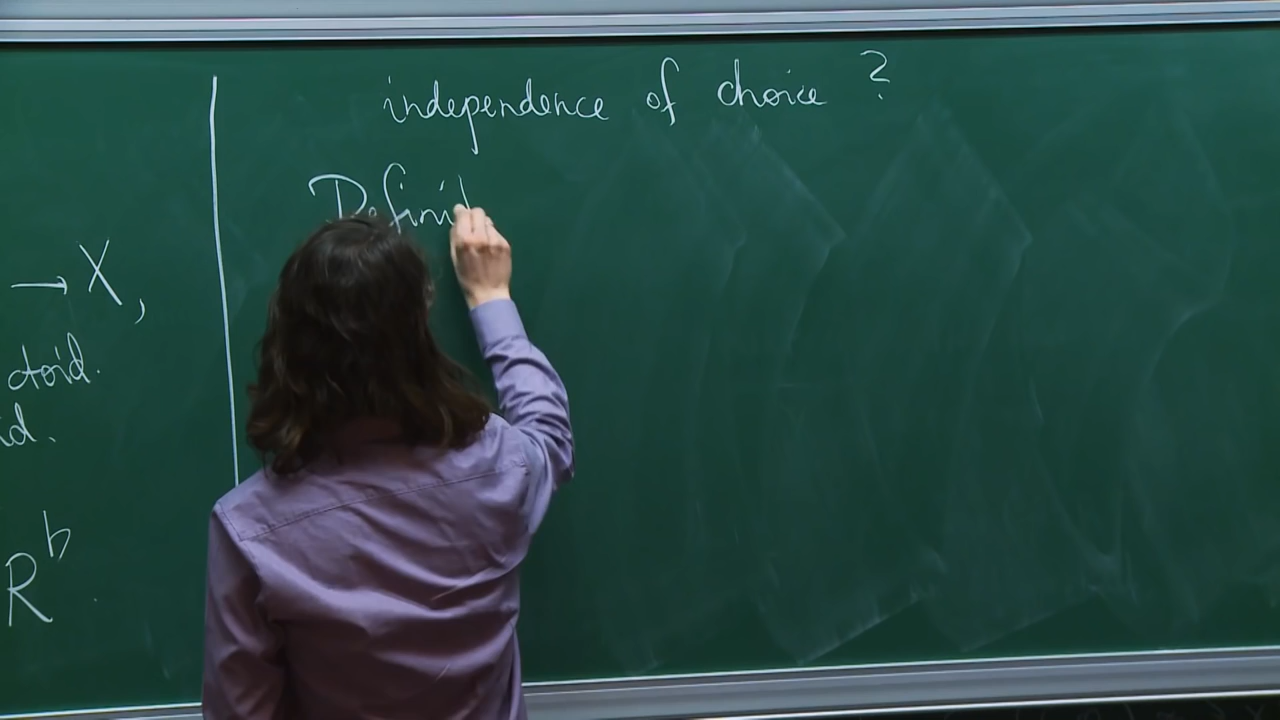 → X,
ctoid.
id.
R^b
independence of choice ?
Definit